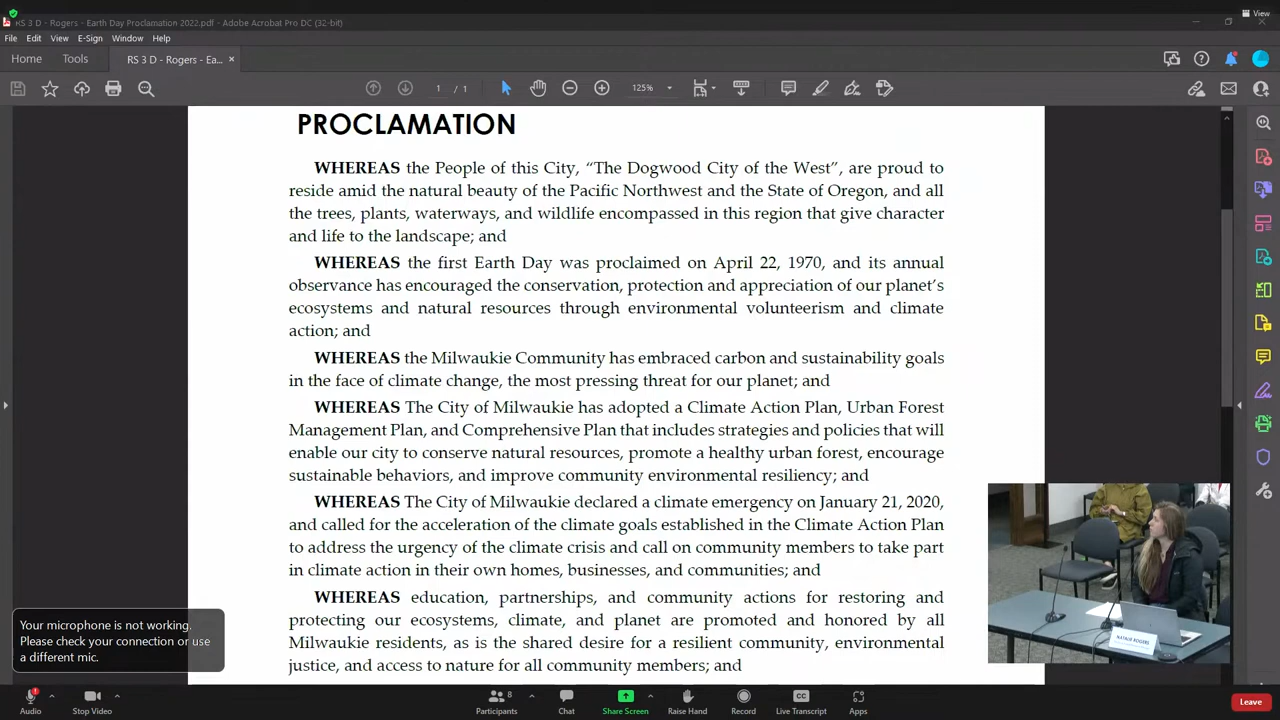 View
RS 3 D - Rogers - Earth Day Proclamation 2022.pdf - Adobe Acrobat Pro DC (32-bit)
File Edit View E-Sign Window Help
Home Tools RS 3 D - Rogers - Ea... ×
1 / 1 125%
PROCLAMATION
WHEREAS the People of this City, “The Dogwood City of the West”, are proud to
reside amid the natural beauty of the Pacific Northwest and the State of Oregon, and all
the trees, plants, waterways, and wildlife encompassed in this region that give character
and life to the landscape; and
WHEREAS the first Earth Day was proclaimed on April 22, 1970, and its annual
observance has encouraged the conservation, protection and appreciation of our planet’s
ecosystems and natural resources through environmental volunteerism and climate
action; and
WHEREAS the Milwaukie Community has embraced carbon and sustainability goals
in the face of climate change, the most pressing threat for our planet; and
WHEREAS The City of Milwaukie has adopted a Climate Action Plan, Urban Forest
Management Plan, and Comprehensive Plan that includes strategies and policies that will
enable our city to conserve natural resources, promote a healthy urban forest, encourage
sustainable behaviors, and improve community environmental resiliency; and
WHEREAS The City of Milwaukie declared a climate emergency on January 21, 2020,
and called for the acceleration of the climate goals established in the Climate Action Plan
to address the urgency of the climate crisis and call on community members to take part
in climate action in their own homes, businesses, and communities; and
WHEREAS education, partnerships, and community actions for restoring and
protecting our ecosystems, climate, and planet are promoted and honored by all
Milwaukie residents, as is the shared desire for a resilient community, environmental
justice, and access to nature for all community members; and
NATALIE ROGERS
Your microphone is not working.
Please check your connection or use
a different mic.
8
Audio Stop Video Participants Chat Share Screen Raise Hand Record Live Transcript Apps Leave